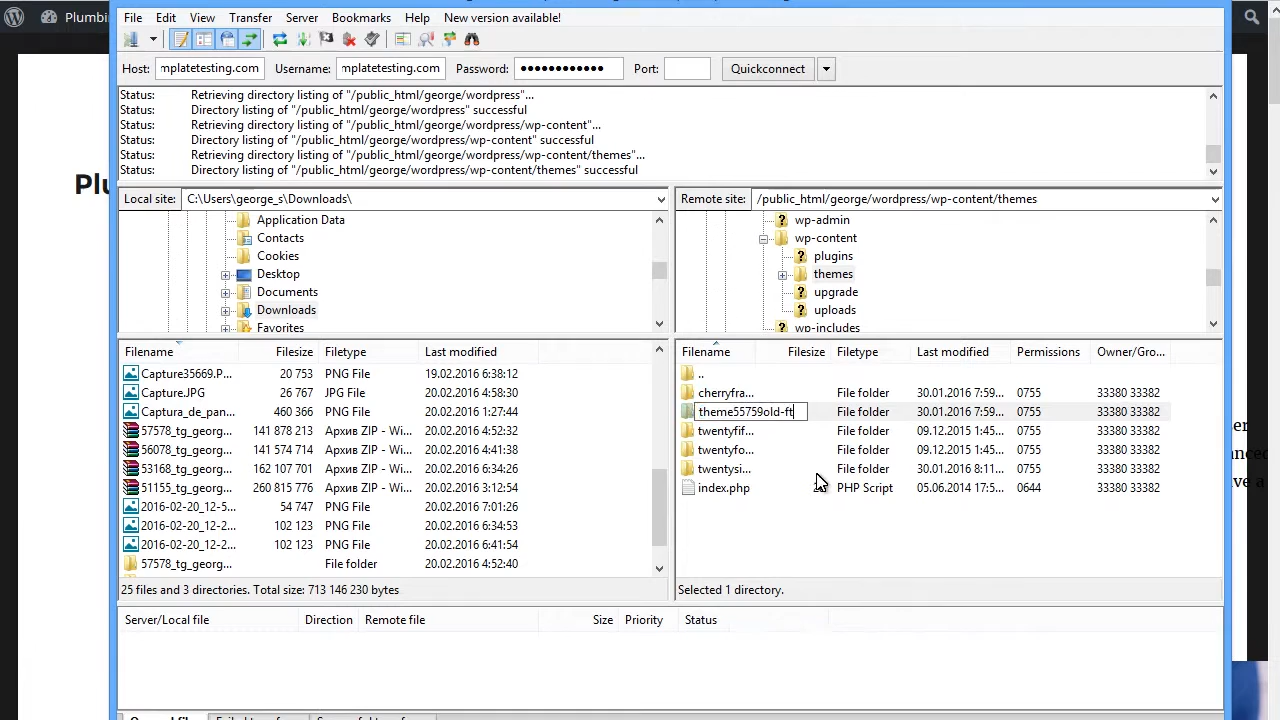 Plumbin
File Edit View Transfer Server Bookmarks Help New version available!
Host: mplatetesting.com Username: mplatetesting.com Password: ●●●●●●●●●●●● Port: Quickconnect
Status: Retrieving directory listing of "/public_html/george/wordpress"...
Status: Directory listing of "/public_html/george/wordpress" successful
Status: Retrieving directory listing of "/public_html/george/wordpress/wp-content"...
Status: Directory listing of "/public_html/george/wordpress/wp-content" successful
Status: Retrieving directory listing of "/public_html/george/wordpress/wp-content/themes"...
Status: Directory listing of "/public_html/george/wordpress/wp-content/themes" successful
Plu
Local site: C:\Users\george_s\Downloads\
Application Data
Contacts
Cookies
Desktop
Documents
Downloads
Favorites
Remote site: /public_html/george/wordpress/wp-content/themes
wp-admin
wp-content
plugins
themes
upgrade
uploads
wp-includes
Filename Filesize Filetype Last modified
Capture35669.P... 20 753 PNG File 19.02.2016 6:38:12
Capture.JPG 26 767 JPG File 20.02.2016 4:58:30
Captura_de_pan... 460 366 PNG File 20.02.2016 1:27:44
57578_tg_georg... 141 878 213 Архив ZIP - Wi... 20.02.2016 4:52:32
56078_tg_georg... 141 574 714 Архив ZIP - Wi... 20.02.2016 4:41:38
53168_tg_georg... 162 107 701 Архив ZIP - Wi... 20.02.2016 6:34:26
51155_tg_georg... 260 815 776 Архив ZIP - Wi... 20.02.2016 3:12:54
2016-02-20_12-5... 54 747 PNG File 20.02.2016 7:01:26
2016-02-20_12-2... 102 123 PNG File 20.02.2016 6:34:53
2016-02-20_12-2... 102 123 PNG File 20.02.2016 6:41:54
57578_tg_georg... File folder 20.02.2016 4:52:40
25 files and 3 directories. Total size: 713 146 230 bytes
Filename Filesize Filetype Last modified Permissions Owner/Gro...
..
cherryfra... File folder 30.01.2016 7:59... 0755 33380 33382
theme55759old-ft File folder 30.01.2016 7:59... 0755 33380 33382
twentyfif... File folder 09.12.2015 1:45... 0755 33380 33382
twentyfo... File folder 09.12.2015 1:45... 0755 33380 33382
twentysi... File folder 30.01.2016 8:11... 0755 33380 33382
index.php PHP Script 05.06.2014 17:5... 0644 33380 33382
Selected 1 directory.
Server/Local file Direction Remote file Size Priority Status